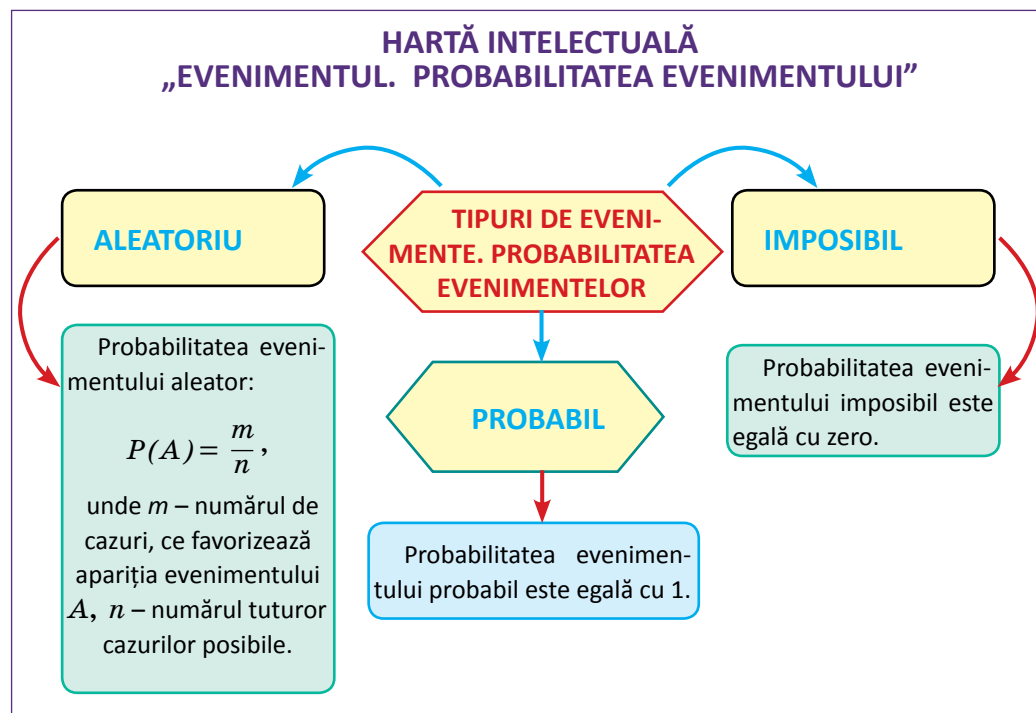 HARTĂ INTELECTUALĂ
„EVENIMENTUL. PROBABILITATEA EVENIMENTULUI”
ALEATORIU
TIPURI DE EVENI-
MENTE. PROBABILITATEA
EVENIMENTELOR
IMPOSIBIL
Probabilitatea eveni-
mentului aleator:
P(A) = m/n,
unde m – numărul de
cazuri, ce favorizează
apariția evenimentului
A, n – numărul tuturor
cazurilor posibile.
PROBABIL
Probabilitatea evenimen-
tului probabil este egală cu 1.
Probabilitatea eveni-
mentului imposibil este
egală cu zero.